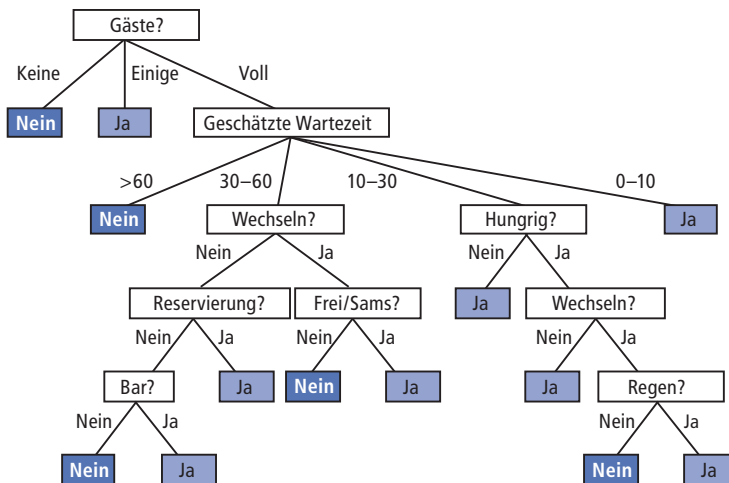 Gäste?
Keine Einige Voll
Nein Ja Geschätzte Wartezeit
>60 30–60 10–30 0–10
Nein Wechseln? Hungrig? Ja
Nein Ja Nein Ja
Reservierung? Frei/Sams? Ja Wechseln?
Nein Ja Nein Ja Nein Ja
Bar? Ja Nein Ja Ja Regen?
Nein Ja Nein Ja
Nein Ja Nein Ja